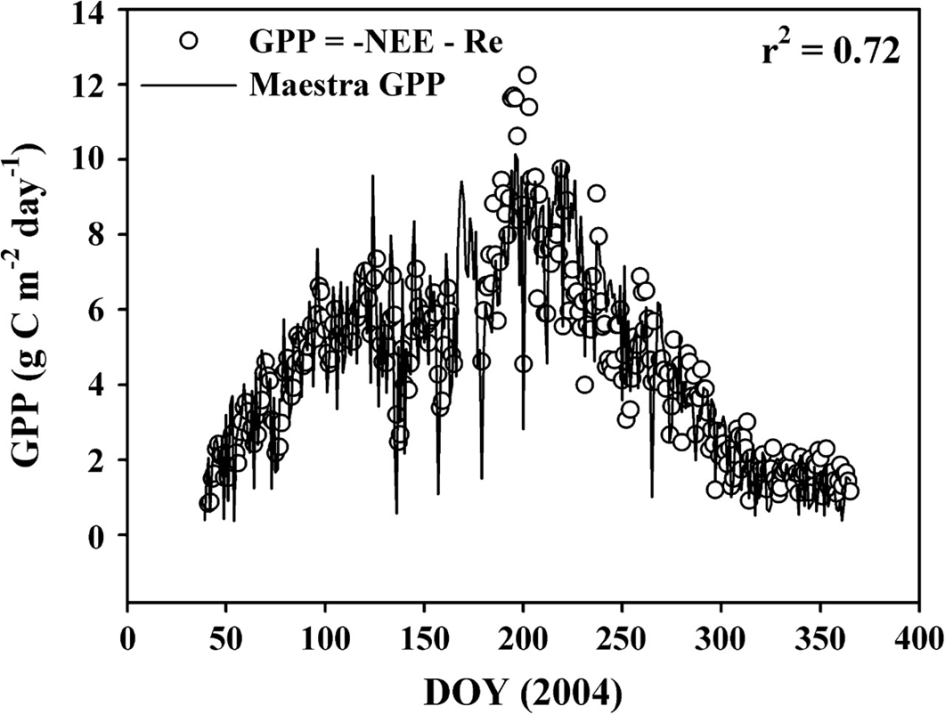 14
12
10
8
6
4
2
0
GPP (g C m⁻² day⁻¹)
GPP = -NEE - Re
Maestra GPP
r² = 0.72
0 50 100 150 200 250 300 350 400
DOY (2004)